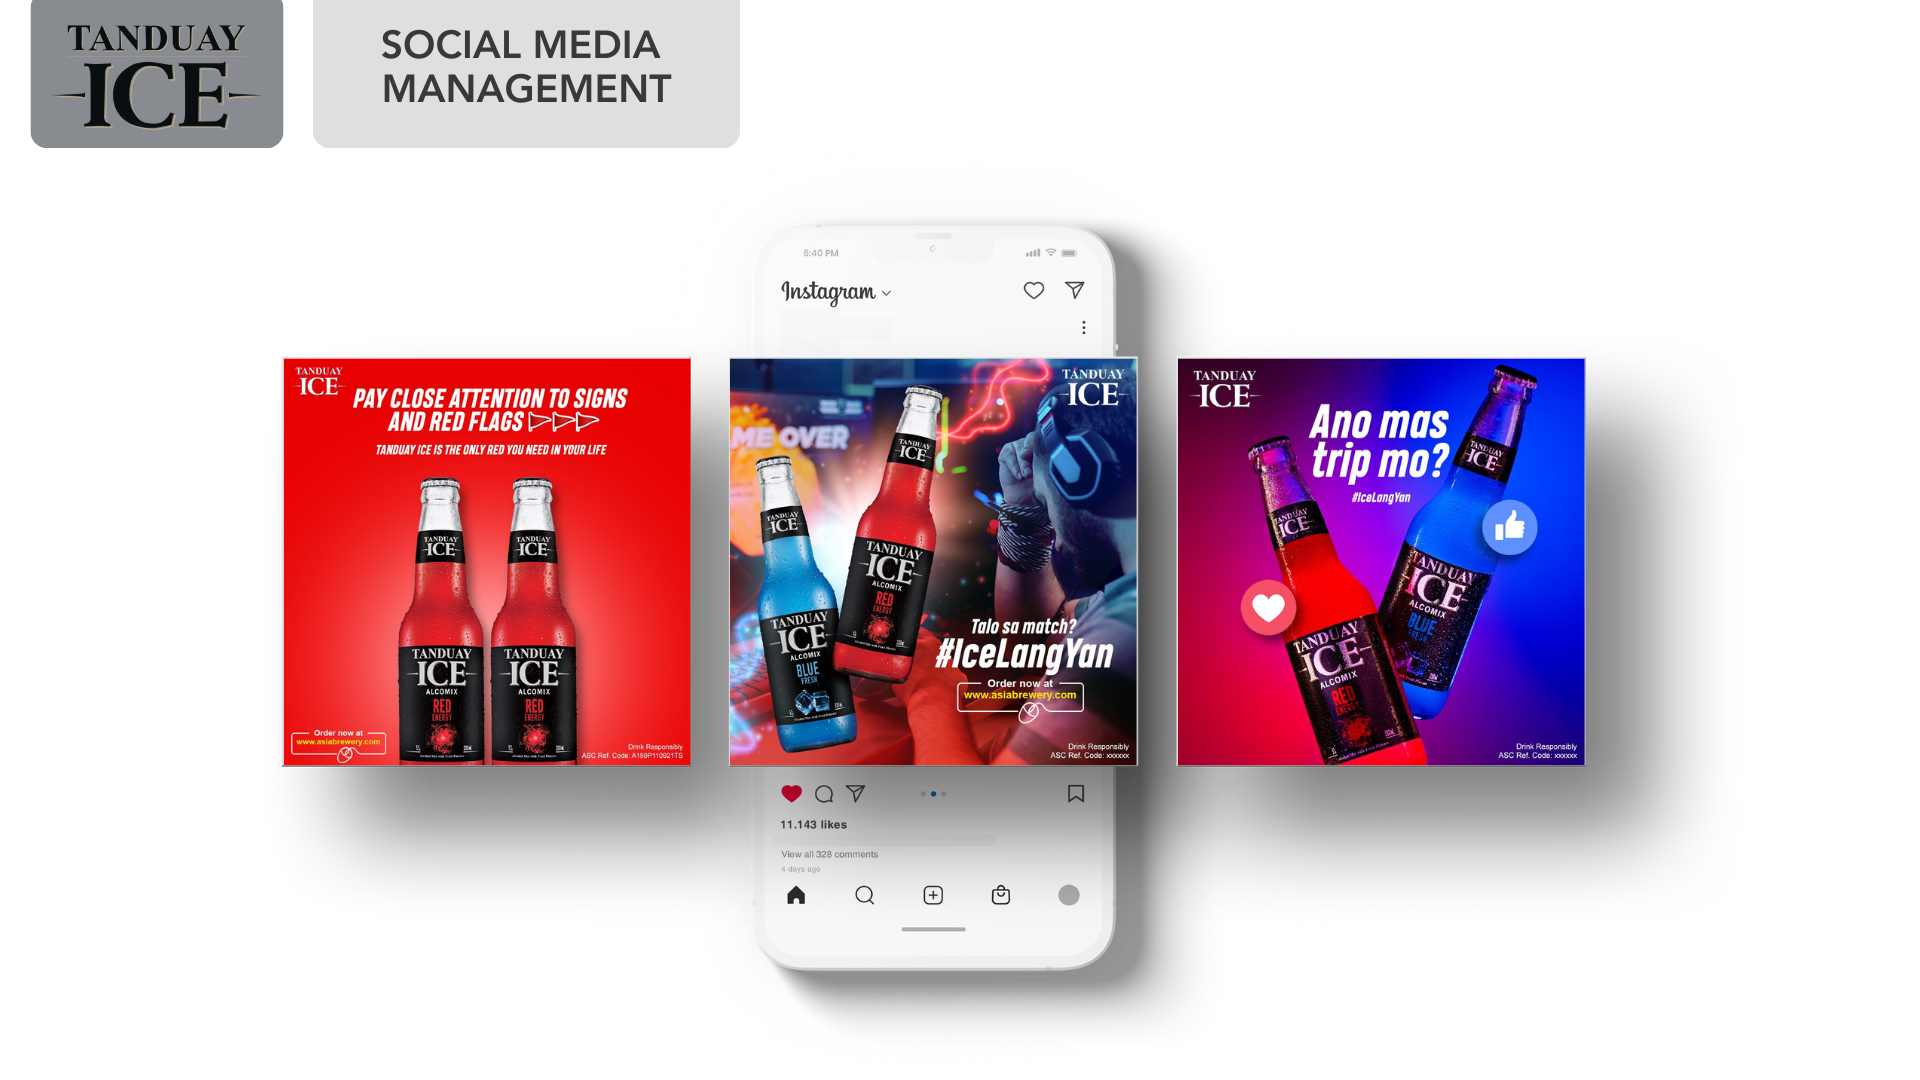 TANDUAY
ICE
SOCIAL MEDIA
MANAGEMENT
6:40 PM
Instagram
TANDUAY
ICE
PAY CLOSE ATTENTION TO SIGNS
AND RED FLAGS
TANDUAY ICE IS THE ONLY RED YOU NEED IN YOUR LIFE
TANDUAY
ICE
TANDUAY
ICE
TANDUAY
ICE
ALCOMIX
RED
ENERGY
TANDUAY
ICE
ALCOMIX
RED
ENERGY
Order now at
www.asiabrewery.com
Drink Responsibly
ASC Ref. Code: A159P110921TS
TANDUAY
ICE
ME OVER
TANDUAY
ICE
TANDUAY
ICE
TANDUAY
ICE
ALCOMIX
RED
ENERGY
TANDUAY
ICE
ALCOMIX
BLUE
FRESH
Talo sa match?
#IceLangYan
Order now at
www.asiabrewery.com
Drink Responsibly
ASC Ref. Code: xxxxxx
TANDUAY
ICE
Ano mas
trip mo?
#IceLangYan
TANDUAY
ICE
TANDUAY
ICE
TANDUAY
ICE
ALCOMIX
BLUE
FRESH
TANDUAY
ICE
ALCOMIX
RED
ENERGY
Drink Responsibly
ASC Ref. Code: xxxxxx
11.143 likes
View all 328 comments
4 days ago